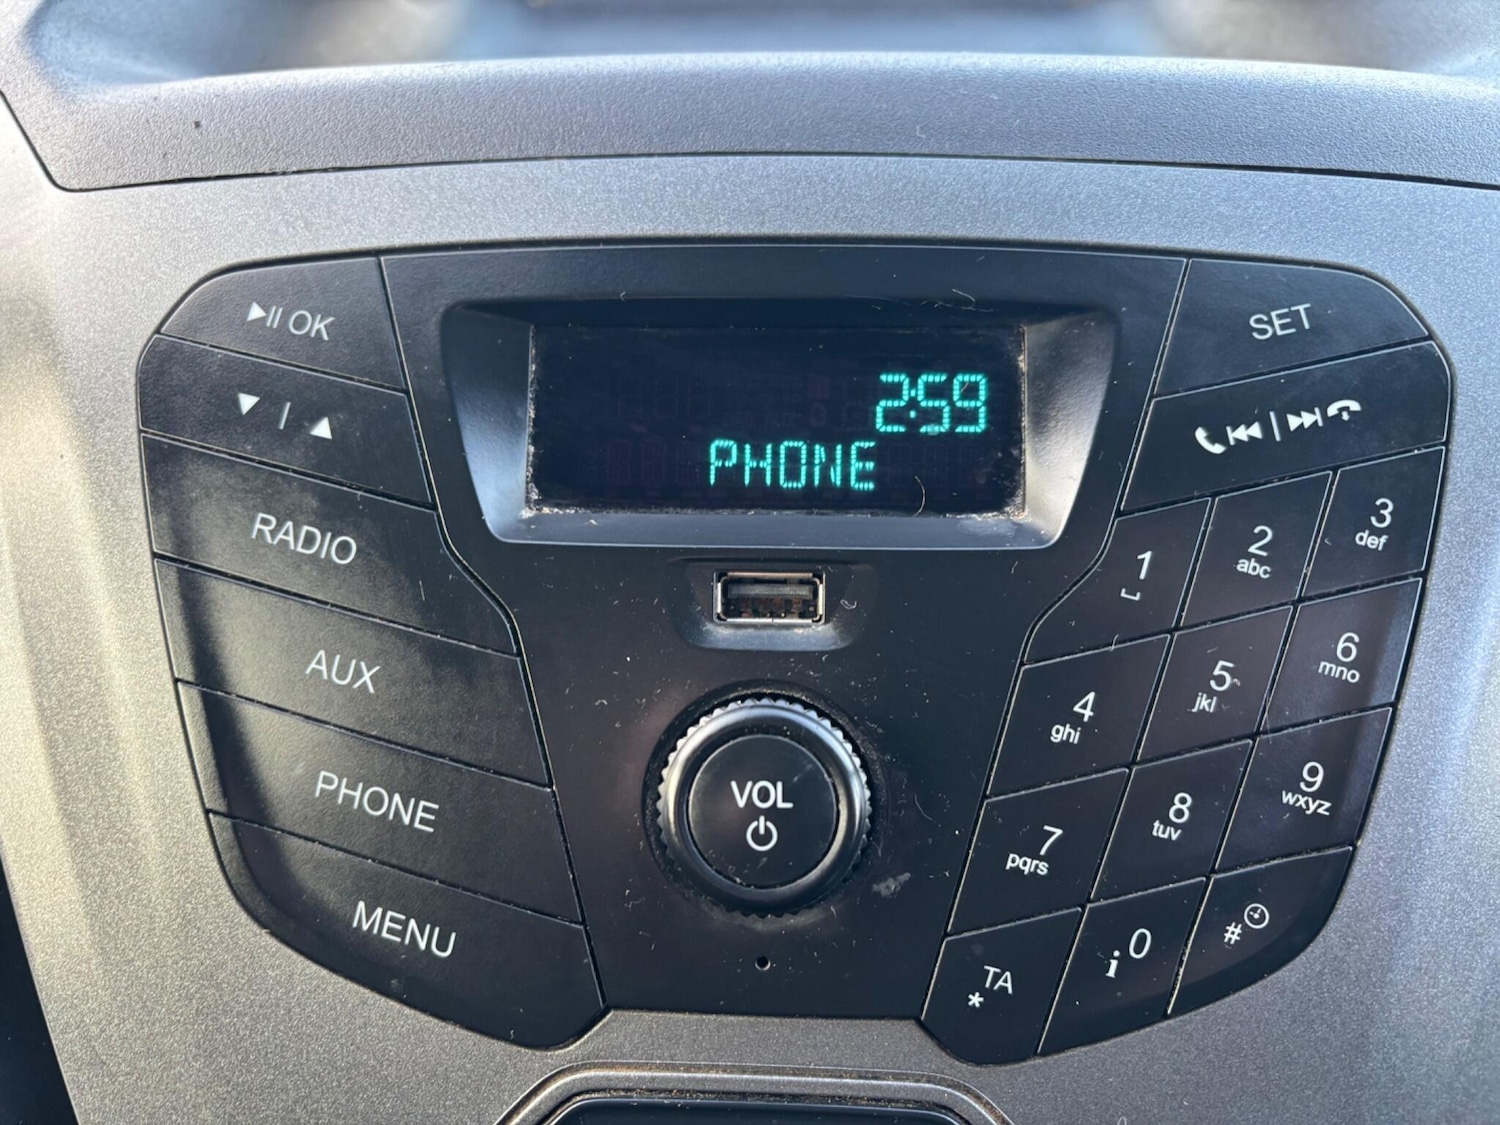 2:59
PHONE
OK
SET
RADIO
AUX
PHONE
MENU
VOL
1
2
abc
3
def
4
ghi
5
jkl
6
mno
7
pqrs
8
tuv
9
wxyz
TA
*
i 0
#